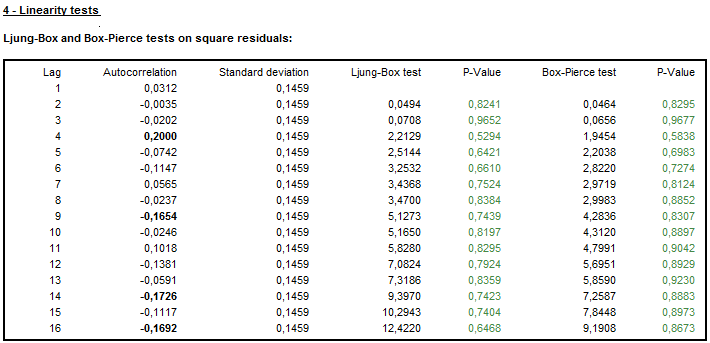 4 - Linearity tests
Ljung-Box and Box-Pierce tests on square residuals:
Lag Autocorrelation Standard deviation Ljung-Box test P-Value Box-Pierce test P-Value
1 0,0312 0,1459
2 -0,0035 0,1459 0,0494 0,8241 0,0464 0,8295
3 -0,0202 0,1459 0,0708 0,9652 0,0656 0,9677
4 0,2000 0,1459 2,2129 0,5294 1,9454 0,5838
5 -0,0742 0,1459 2,5144 0,6421 2,2038 0,6983
6 -0,1147 0,1459 3,2532 0,6610 2,8220 0,7274
7 0,0565 0,1459 3,4368 0,7524 2,9719 0,8124
8 -0,0237 0,1459 3,4700 0,8384 2,9983 0,8852
9 -0,1654 0,1459 5,1273 0,7439 4,2836 0,8307
10 -0,0246 0,1459 5,1650 0,8197 4,3120 0,8897
11 0,1018 0,1459 5,8280 0,8295 4,7991 0,9042
12 -0,1381 0,1459 7,0824 0,7924 5,6951 0,8929
13 -0,0591 0,1459 7,3186 0,8359 5,8590 0,9230
14 -0,1726 0,1459 9,3970 0,7423 7,2587 0,8883
15 -0,1117 0,1459 10,2943 0,7404 7,8448 0,8973
16 -0,1692 0,1459 12,4220 0,6468 9,1908 0,8673